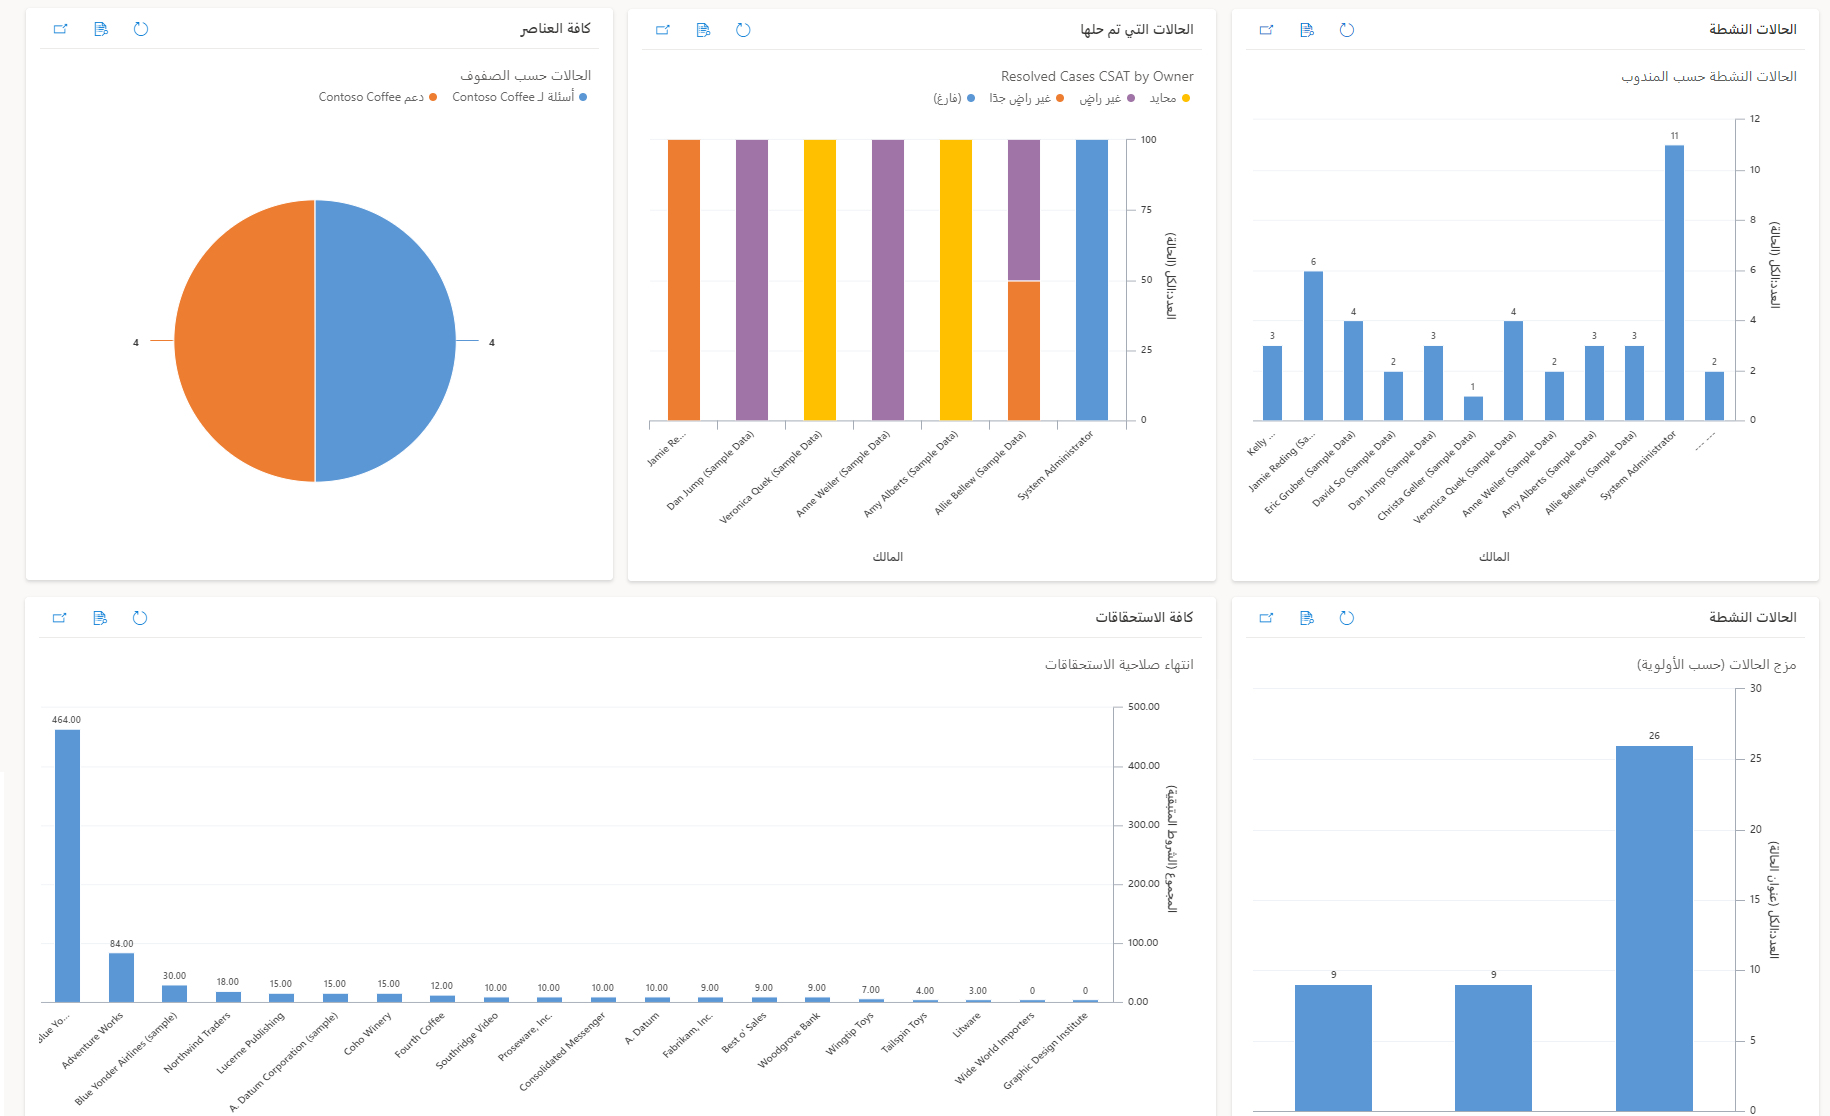 الحالات النشطة
الحالات النشطة حسب المندوب
12
10
8
6
4
2
0
العدد:الكل (الحالة)
3
6
4
2
3
1
4
2
3
3
11
2
Kelly ...
Jamie Reding (Sa...
Eric Gruber (Sample Data)
David So (Sample Data)
Dan Jump (Sample Data)
Christa Geller (Sample Data)
Veronica Quek (Sample Data)
Anne Weiler (Sample Data)
Amy Alberts (Sample Data)
Allie Bellew (Sample Data)
System Administrator
--- ---
المالك
الحالات التي تم حلها
Resolved Cases CSAT by Owner
محايد
غير راضٍ
غير راضٍ جدًا
(فارغ)
100
75
50
25
0
العدد:الكل (الحالة)
Jamie Re...
Dan Jump (Sample Data)
Veronica Quek (Sample Data)
Anne Weiler (Sample Data)
Amy Alberts (Sample Data)
Allie Bellew (Sample Data)
System Administrator
المالك
كافة العناصر
الحالات حسب الصفوف
أسئلة لـ Contoso Coffee
دعم Contoso Coffee
4
4
الحالات النشطة
مزج الحالات (حسب الأولوية)
30
25
20
15
10
5
0
العدد:الكل (عنوان الحالة)
9
9
26
كافة الاستحقاقات
انتهاء صلاحية الاستحقاقات
500.00
400.00
300.00
200.00
100.00
0.00
المجموع (الشروط المتبقية)
464.00
84.00
30.00
18.00
15.00
15.00
15.00
12.00
10.00
10.00
10.00
10.00
9.00
9.00
9.00
7.00
4.00
3.00
0
0
Blue Yo...
Adventure Works
Blue Yonder Airlines (sample)
Northwind Traders
Lucerne Publishing
A. Datum Corporation (sample)
Coho Winery
Fourth Coffee
Southridge Video
Proseware, Inc.
Consolidated Messenger
A. Datum
Fabrikam, Inc.
Best o' Sales
Woodgrove Bank
Wingtip Toys
Tailspin Toys
Litware
Wide World Importers
Graphic Design Institute